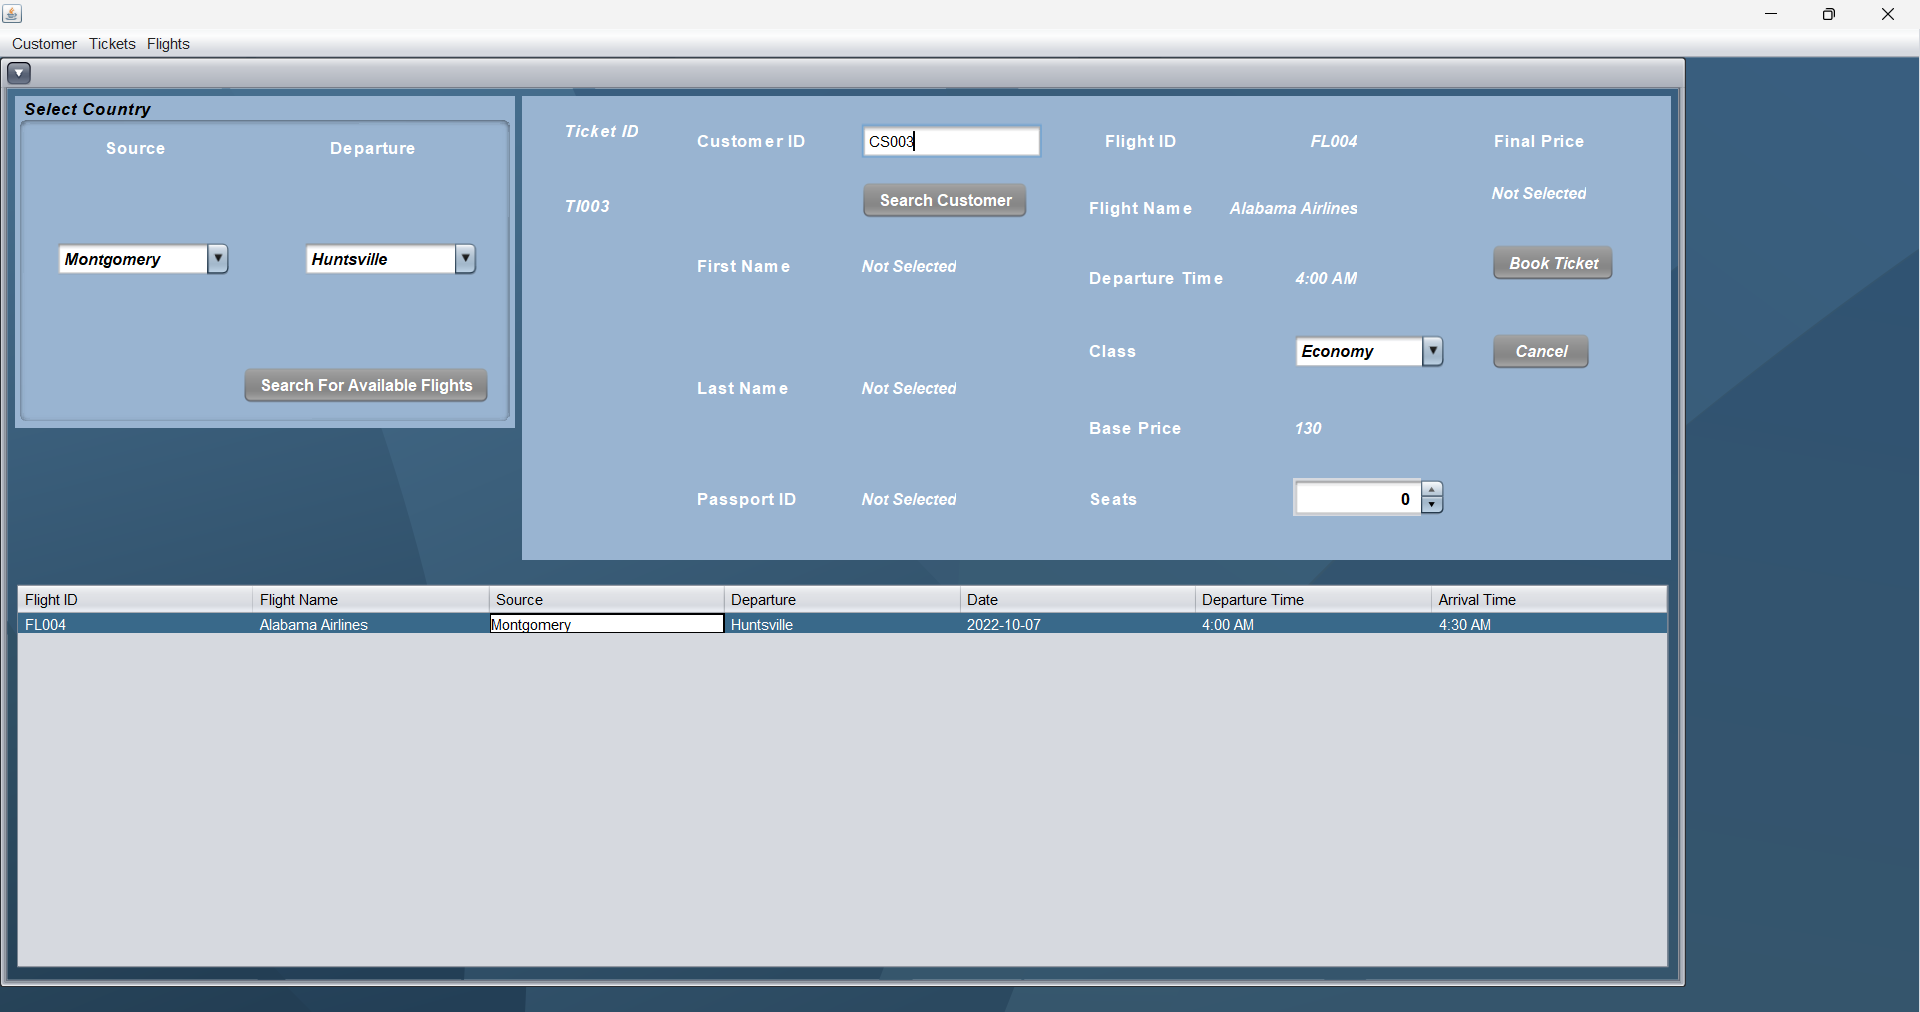 Customer Tickets Flights
Select Country
Source Departure
Montgomery Huntsville
Search For Available Flights
Ticket ID
TI003
Customer ID CS003
Search Customer
First Name Not Selected
Last Name Not Selected
Passport ID Not Selected
Flight ID FL004
Flight Name Alabama Airlines
Departure Time 4:00 AM
Class Economy
Base Price 130
Seats 0
Final Price
Not Selected
Book Ticket
Cancel
Flight ID Flight Name Source Departure Date Departure Time Arrival Time
FL004 Alabama Airlines Montgomery Huntsville 2022-10-07 4:00 AM 4:30 AM